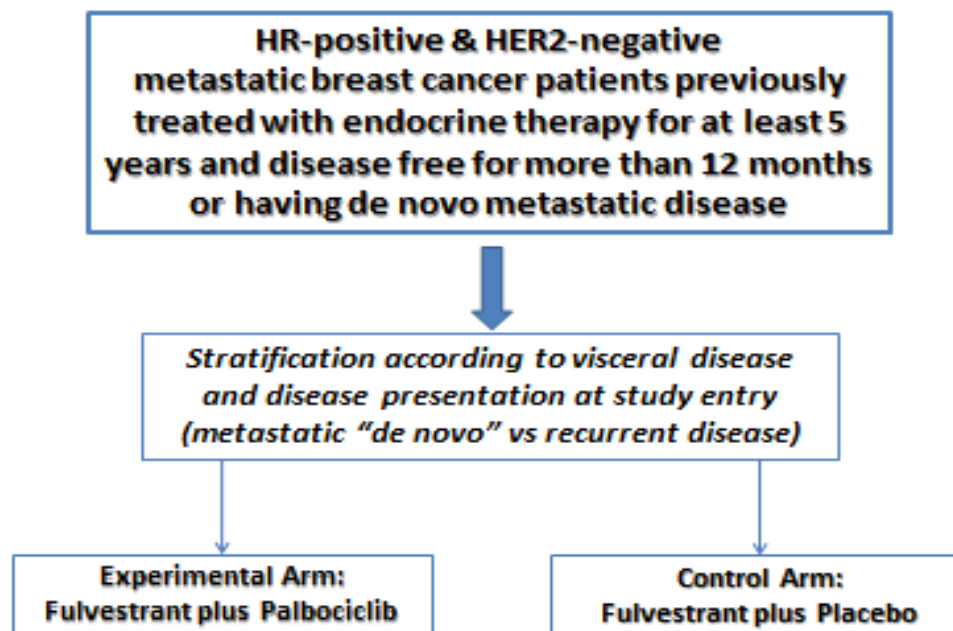 HR-positive & HER2-negative
metastatic breast cancer patients previously
treated with endocrine therapy for at least 5
years and disease free for more than 12 months
or having de novo metastatic disease
Stratification according to visceral disease
and disease presentation at study entry
(metastatic “de novo” vs recurrent disease)
Experimental Arm:
Fulvestrant plus Palbociclib
Control Arm:
Fulvestrant plus Placebo